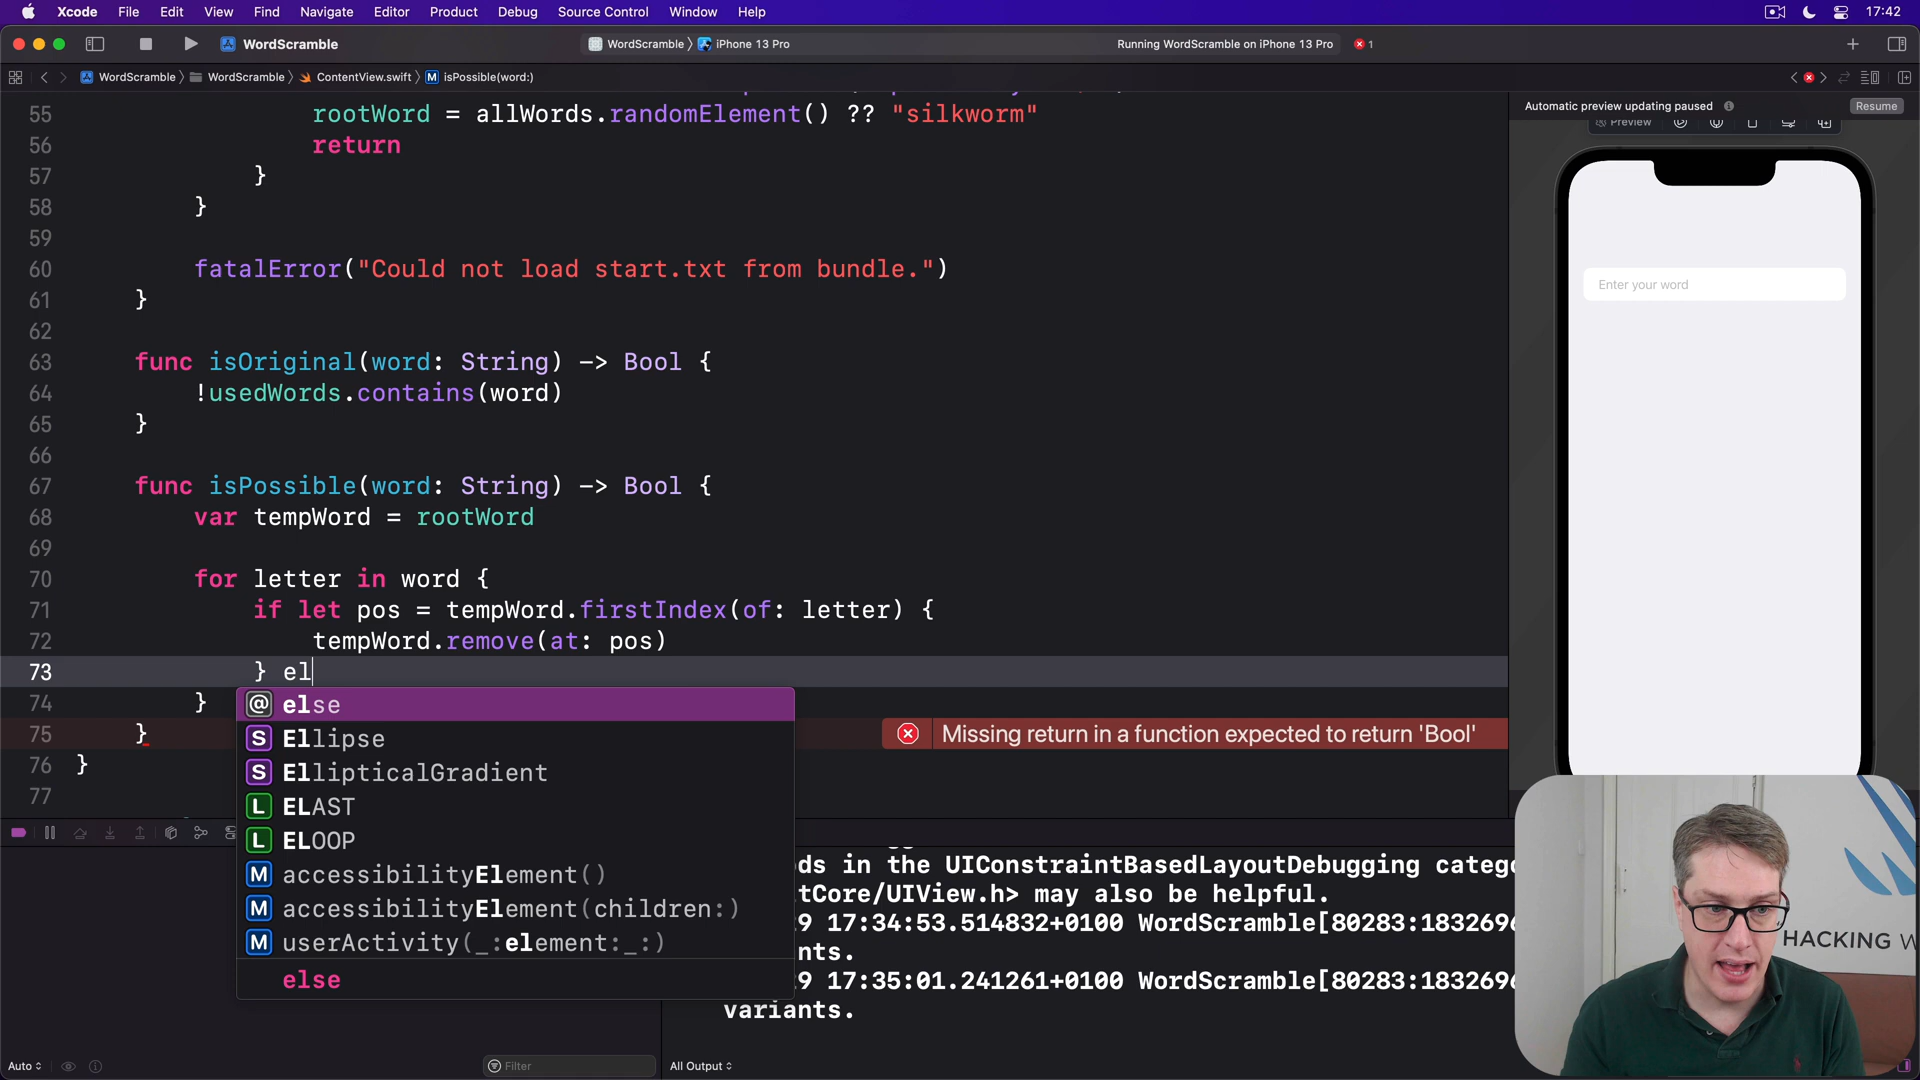 Xcode File Edit View Find Navigate Editor Product Debug Source Control Window Help 17:42
WordScramble WordScramble iPhone 13 Pro Running WordScramble on iPhone 13 Pro 1
WordScramble WordScramble ContentView.swift M isPossible(word:)
Automatic preview updating paused Resume
Preview
55 rootWord = allWords.randomElement() ?? "silkworm"
56 return
57 }
58 }
59
60 fatalError("Could not load start.txt from bundle.")
61 }
62
63 func isOriginal(word: String) -> Bool {
64 !usedWords.contains(word)
65 }
66
67 func isPossible(word: String) -> Bool {
68 var tempWord = rootWord
69
70 for letter in word {
71 if let pos = tempWord.firstIndex(of: letter) {
72 tempWord.remove(at: pos)
73 } el
74 }
75 } Missing return in a function expected to return 'Bool'
76 }
77
@ else
S Ellipse
S EllipticalGradient
L ELAST
L ELOOP
M accessibilityElement()
M accessibilityElement(children:)
M userActivity(_:element:_:)
else
Enter your word
ds in the UIConstraintBasedLayoutDebugging catego
tCore/UIView.h> may also be helpful.
9 17:34:53.514832+0100 WordScramble[80283:1832696
nts.
9 17:35:01.241261+0100 WordScramble[80283:1832696
variants.
Auto Filter All Output
HACKING W